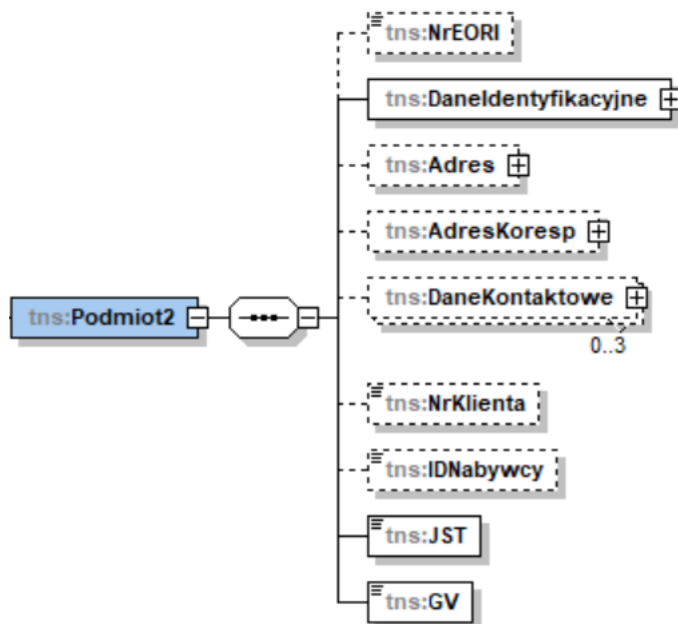 tns:NrEORI
tns:DaneIdentyfikacyjne
tns:Adres
tns:AdresKoresp
tns:DaneKontaktowe
0..3
tns:Podmiot2
tns:NrKlienta
tns:IDNabywcy
tns:JST
tns:GV